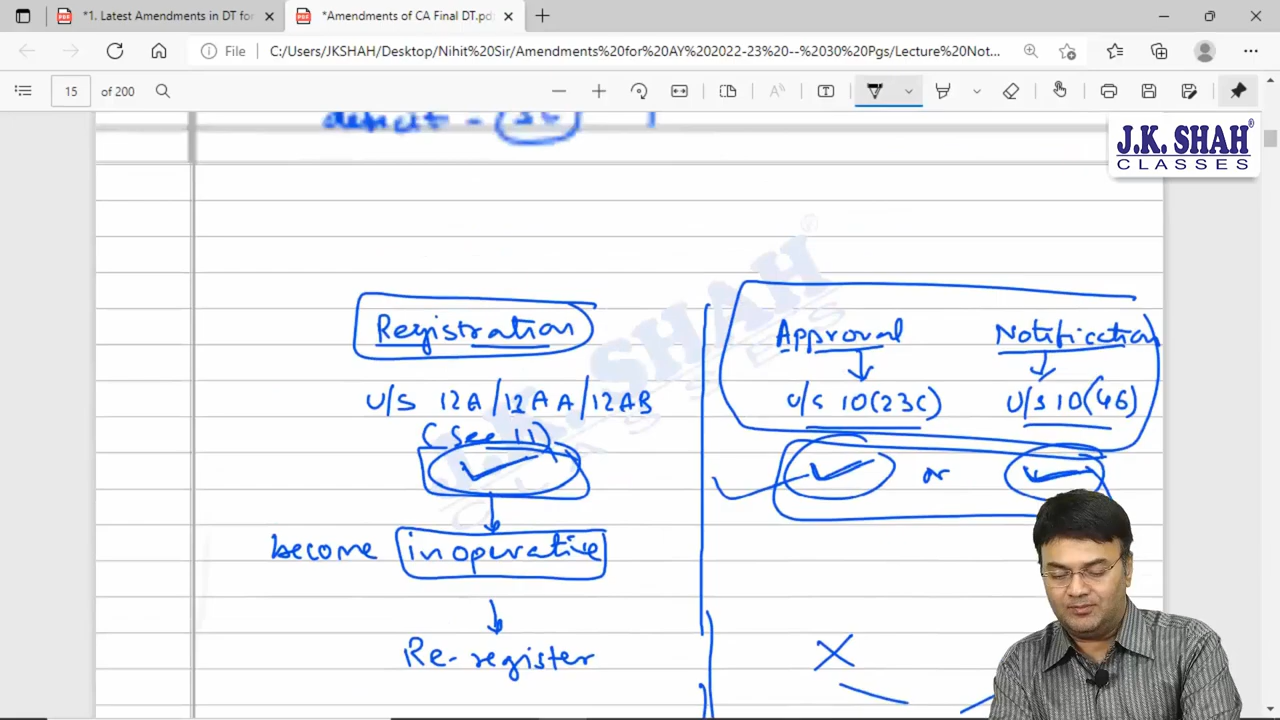 *1. Latest Amendments in DT for
*Amendments of CA Final DT.pd
File
C:/Users/JKSHAH/Desktop/Nihit%20Sir/Amendments%20for%20AY%202022-23%20--%2030%20Pgs/Lecture%20Not...
15 of 200
J.K. SHAH®
CLASSES
deficit =
J.K. SHAH
Registration
Approval
Notification
U/S 12A/12AA/12AB
U/S 10(23C)
U/S 10(46)
(Sec 11)
or
become inoperative
Re-register